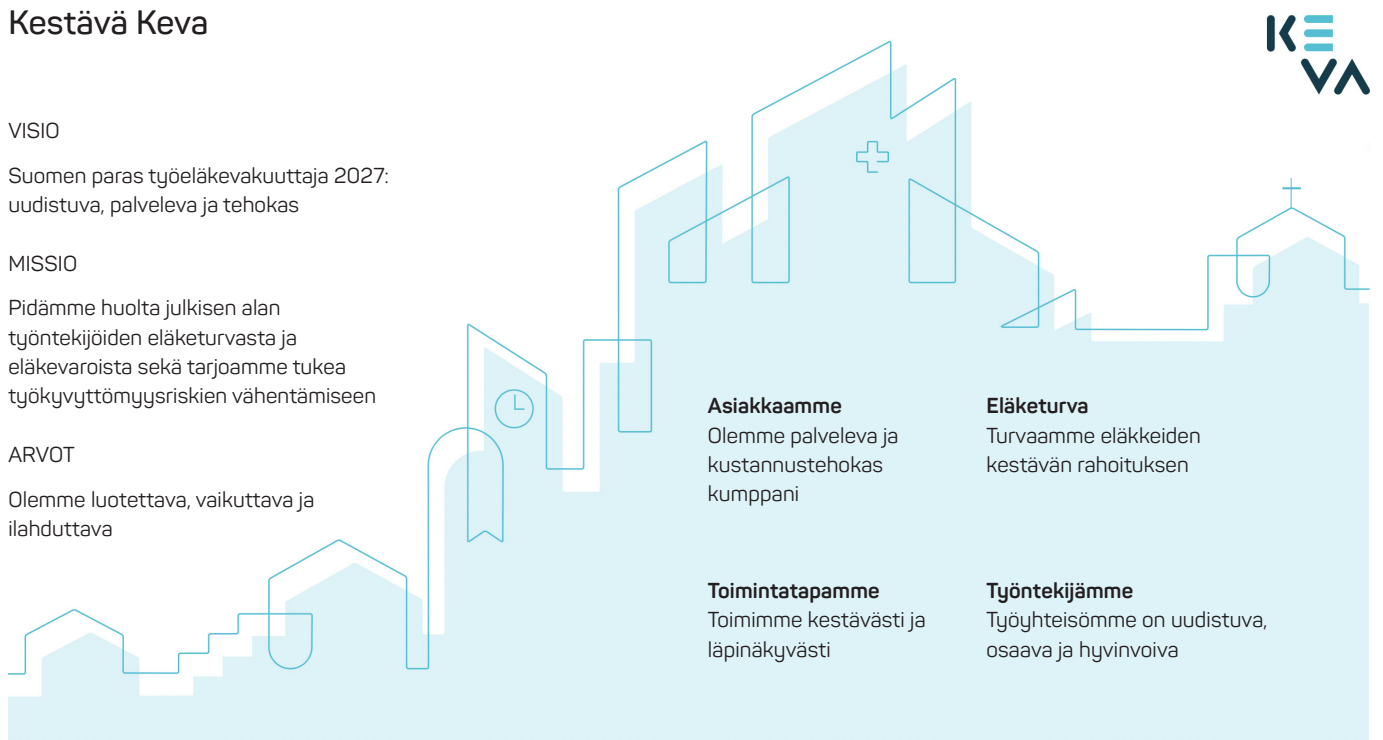 Kestävä Keva
KE
VA
VISIO
Suomen paras työeläkevakuuttaja 2027:
uudistuva, palveleva ja tehokas
MISSIO
Pidämme huolta julkisen alan
työntekijöiden eläketurvasta ja
eläkevaroista sekä tarjoamme tukea
työkyvyttömyysriskien vähentämiseen
ARVOT
Olemme luotettava, vaikuttava ja
ilahduttava
Asiakkaamme
Olemme palveleva ja
kustannustehokas
kumppani
Eläketurva
Turvaamme eläkkeiden
kestävän rahoituksen
Toimintatapamme
Toimimme kestävästi ja
läpinäkyvästi
Työntekijämme
Työyhteisömme on uudistuva,
osaava ja hyvinvoiva